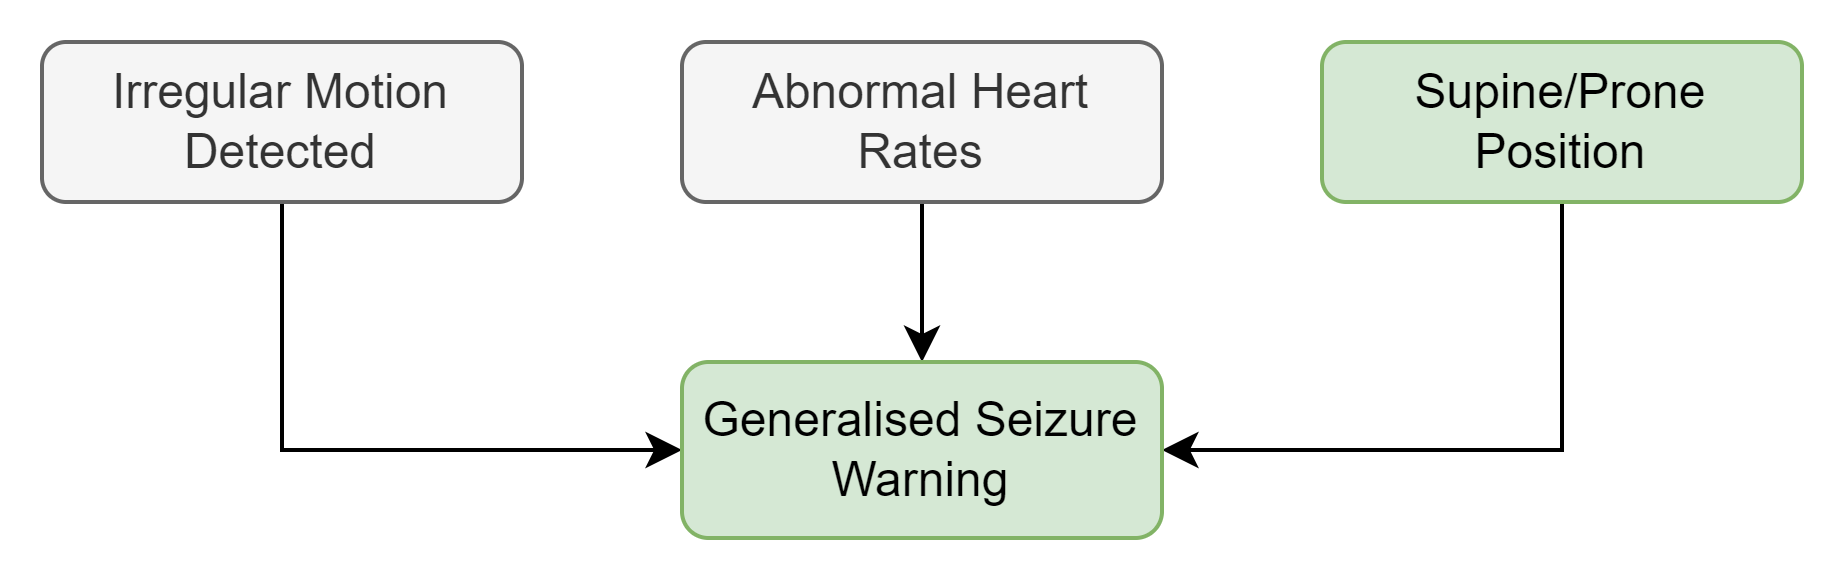 Irregular Motion
Detected
Abnormal Heart
Rates
Supine/Prone
Position
Generalised Seizure
Warning